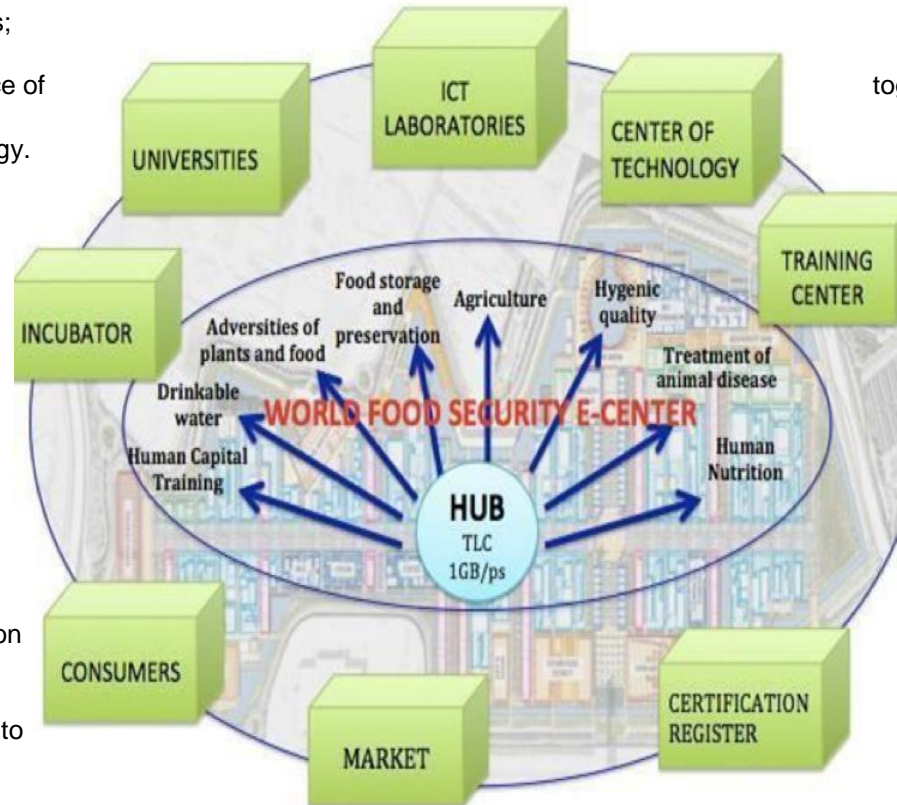 s;
ce of
tog
gy.
ICT
LABORATORIES
UNIVERSITIES
CENTER OF
TECHNOLOGY
TRAINING
CENTER
INCUBATOR
Food storage
and
preservation
Agriculture
Hygenic
quality
Adversities of
plants and food
Treatment of
animal disease
Drinkable
water
WORLD FOOD SECURITY E-CENTER
Human Capital
Training
Human
Nutrition
HUB
TLC
1GB/ps
on
CONSUMERS
to
MARKET
CERTIFICATION
REGISTER